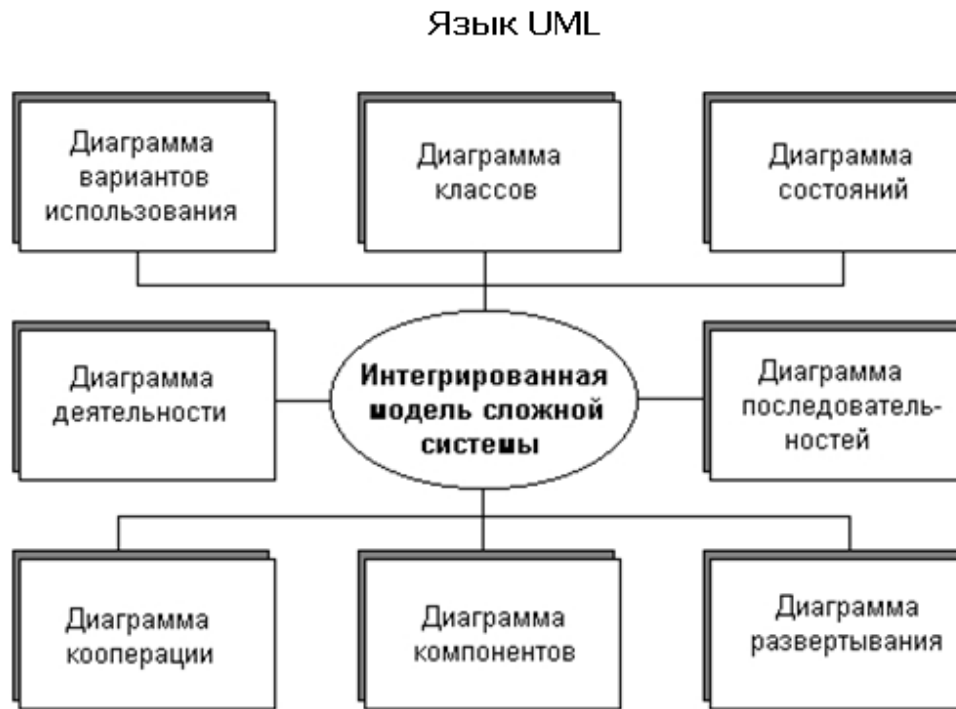 Язык UML
Диаграмма
вариантов
использования
Диаграмма
классов
Диаграмма
состояний
Диаграмма
деятельности
Интегрированная
модель сложной
системы
Диаграмма
последователь-
ностей
Диаграмма
кооперации
Диаграмма
компонентов
Диаграмма
развертывания